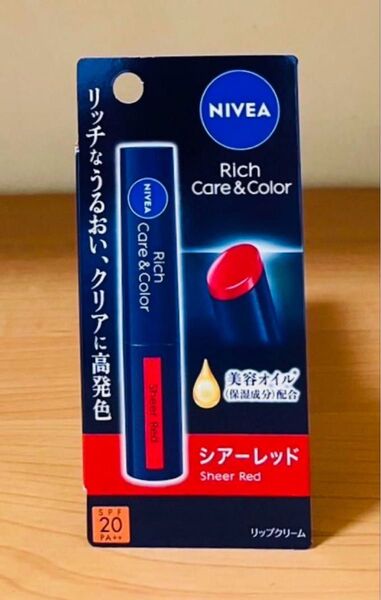 NIVEA
Rich
Care & Color
リッチなうるおい、クリアに高発色
NIVEA
Rich
Care & Color
Sheer Red
美容オイル*
(保湿成分)配合
シアーレッド
Sheer Red
SPF
20
PA++
リップクリーム